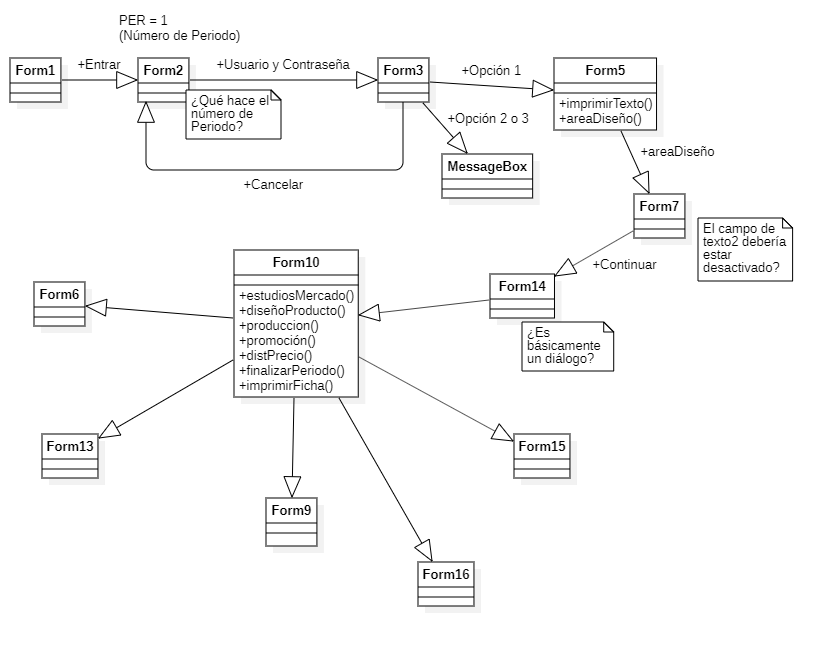 PER = 1
(Número de Periodo)
Form1
+Entrar
Form2
+Usuario y Contraseña
Form3
+Opción 1
Form5
+imprimirTexto()
+areaDiseño()
¿Qué hace el
número de
Periodo?
+Opción 2 o 3
+Cancelar
MessageBox
+areaDiseño
Form7
El campo de
texto2 debería
estar
desactivado?
+Continuar
Form14
¿Es
básicamente
un diálogo?
Form10
+estudiosMercado()
+diseñoProducto()
+produccion()
+promoción()
+distPrecio()
+finalizarPeriodo()
+imprimirFicha()
Form6
Form13
Form15
Form9
Form16